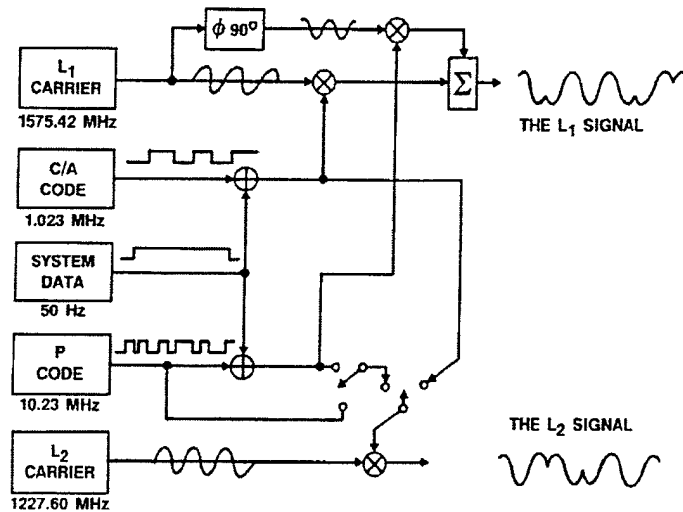 ϕ 90°
L1
CARRIER
1575.42 MHz
Σ
THE L1 SIGNAL
C/A
CODE
1.023 MHz
SYSTEM
DATA
50 Hz
P
CODE
10.23 MHz
L2
CARRIER
1227.60 MHz
THE L2 SIGNAL